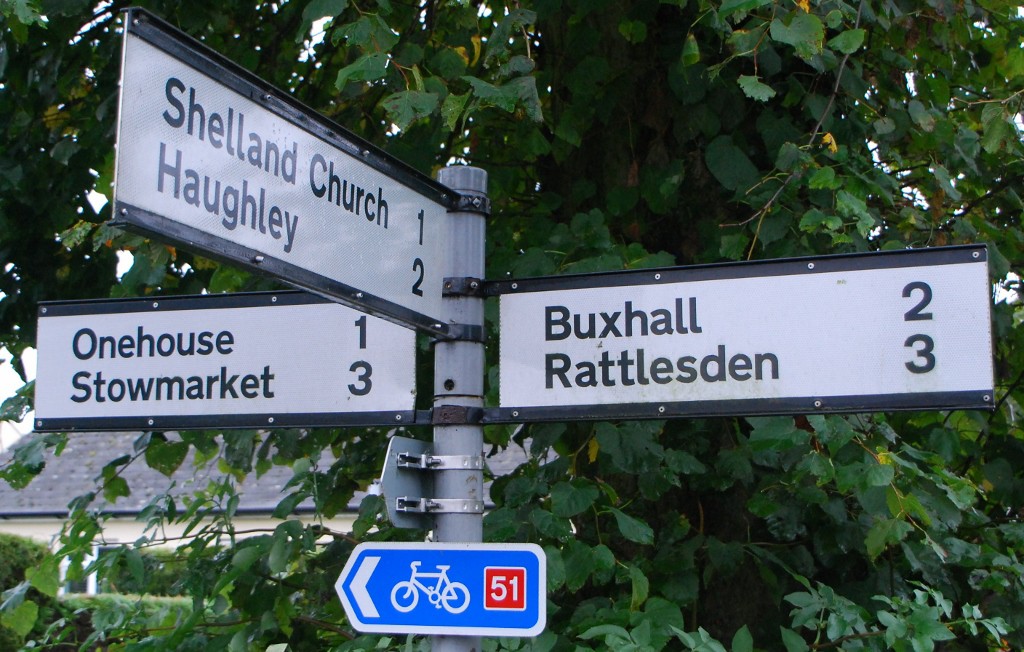 Shelland Church 1
Haughley 2
Onehouse 1
Stowmarket 3
Buxhall 2
Rattlesden 3
51